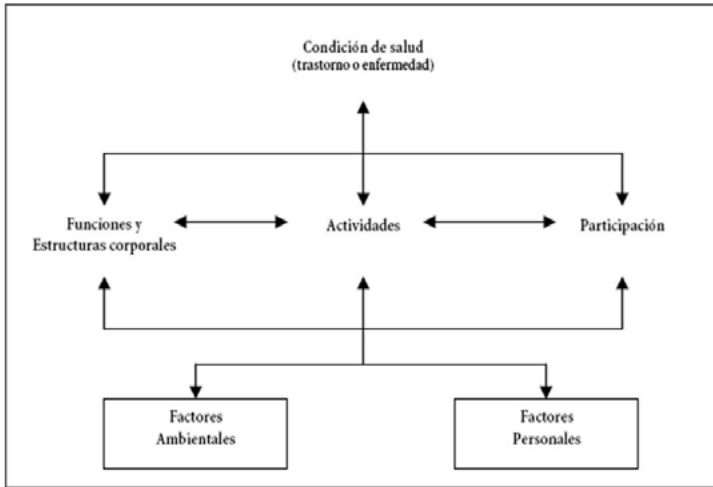 Condición de salud
(trastorno o enfermedad)
Funciones y
Estructuras corporales
Actividades
Participación
Factores
Ambientales
Factores
Personales